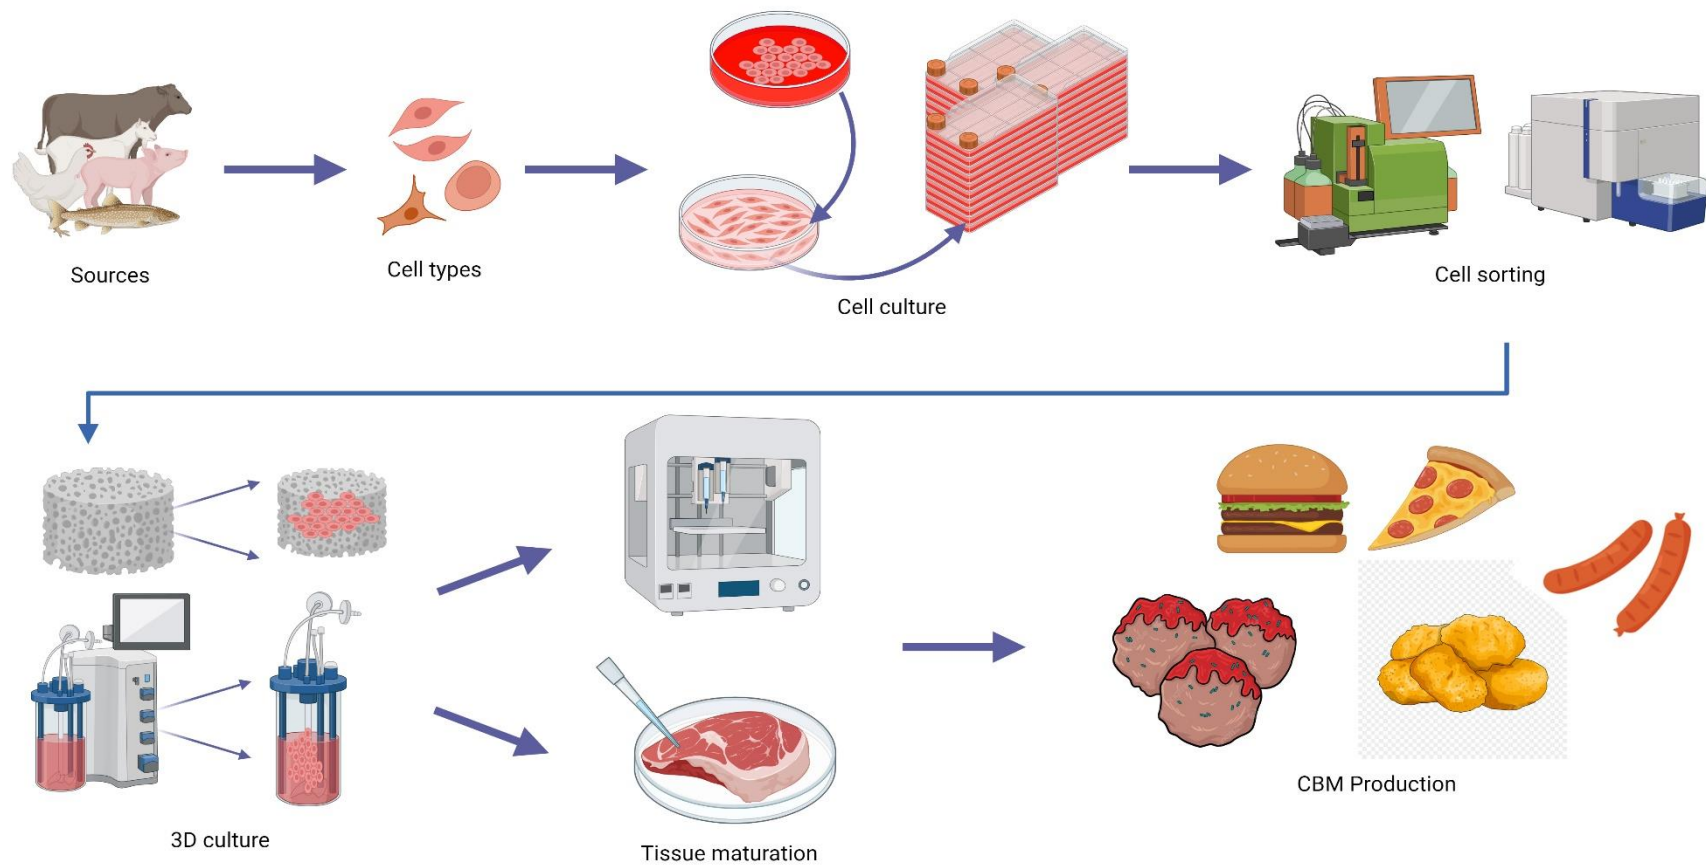 Sources
Cell types
Cell culture
Cell sorting
3D culture
Tissue maturation
CBM Production